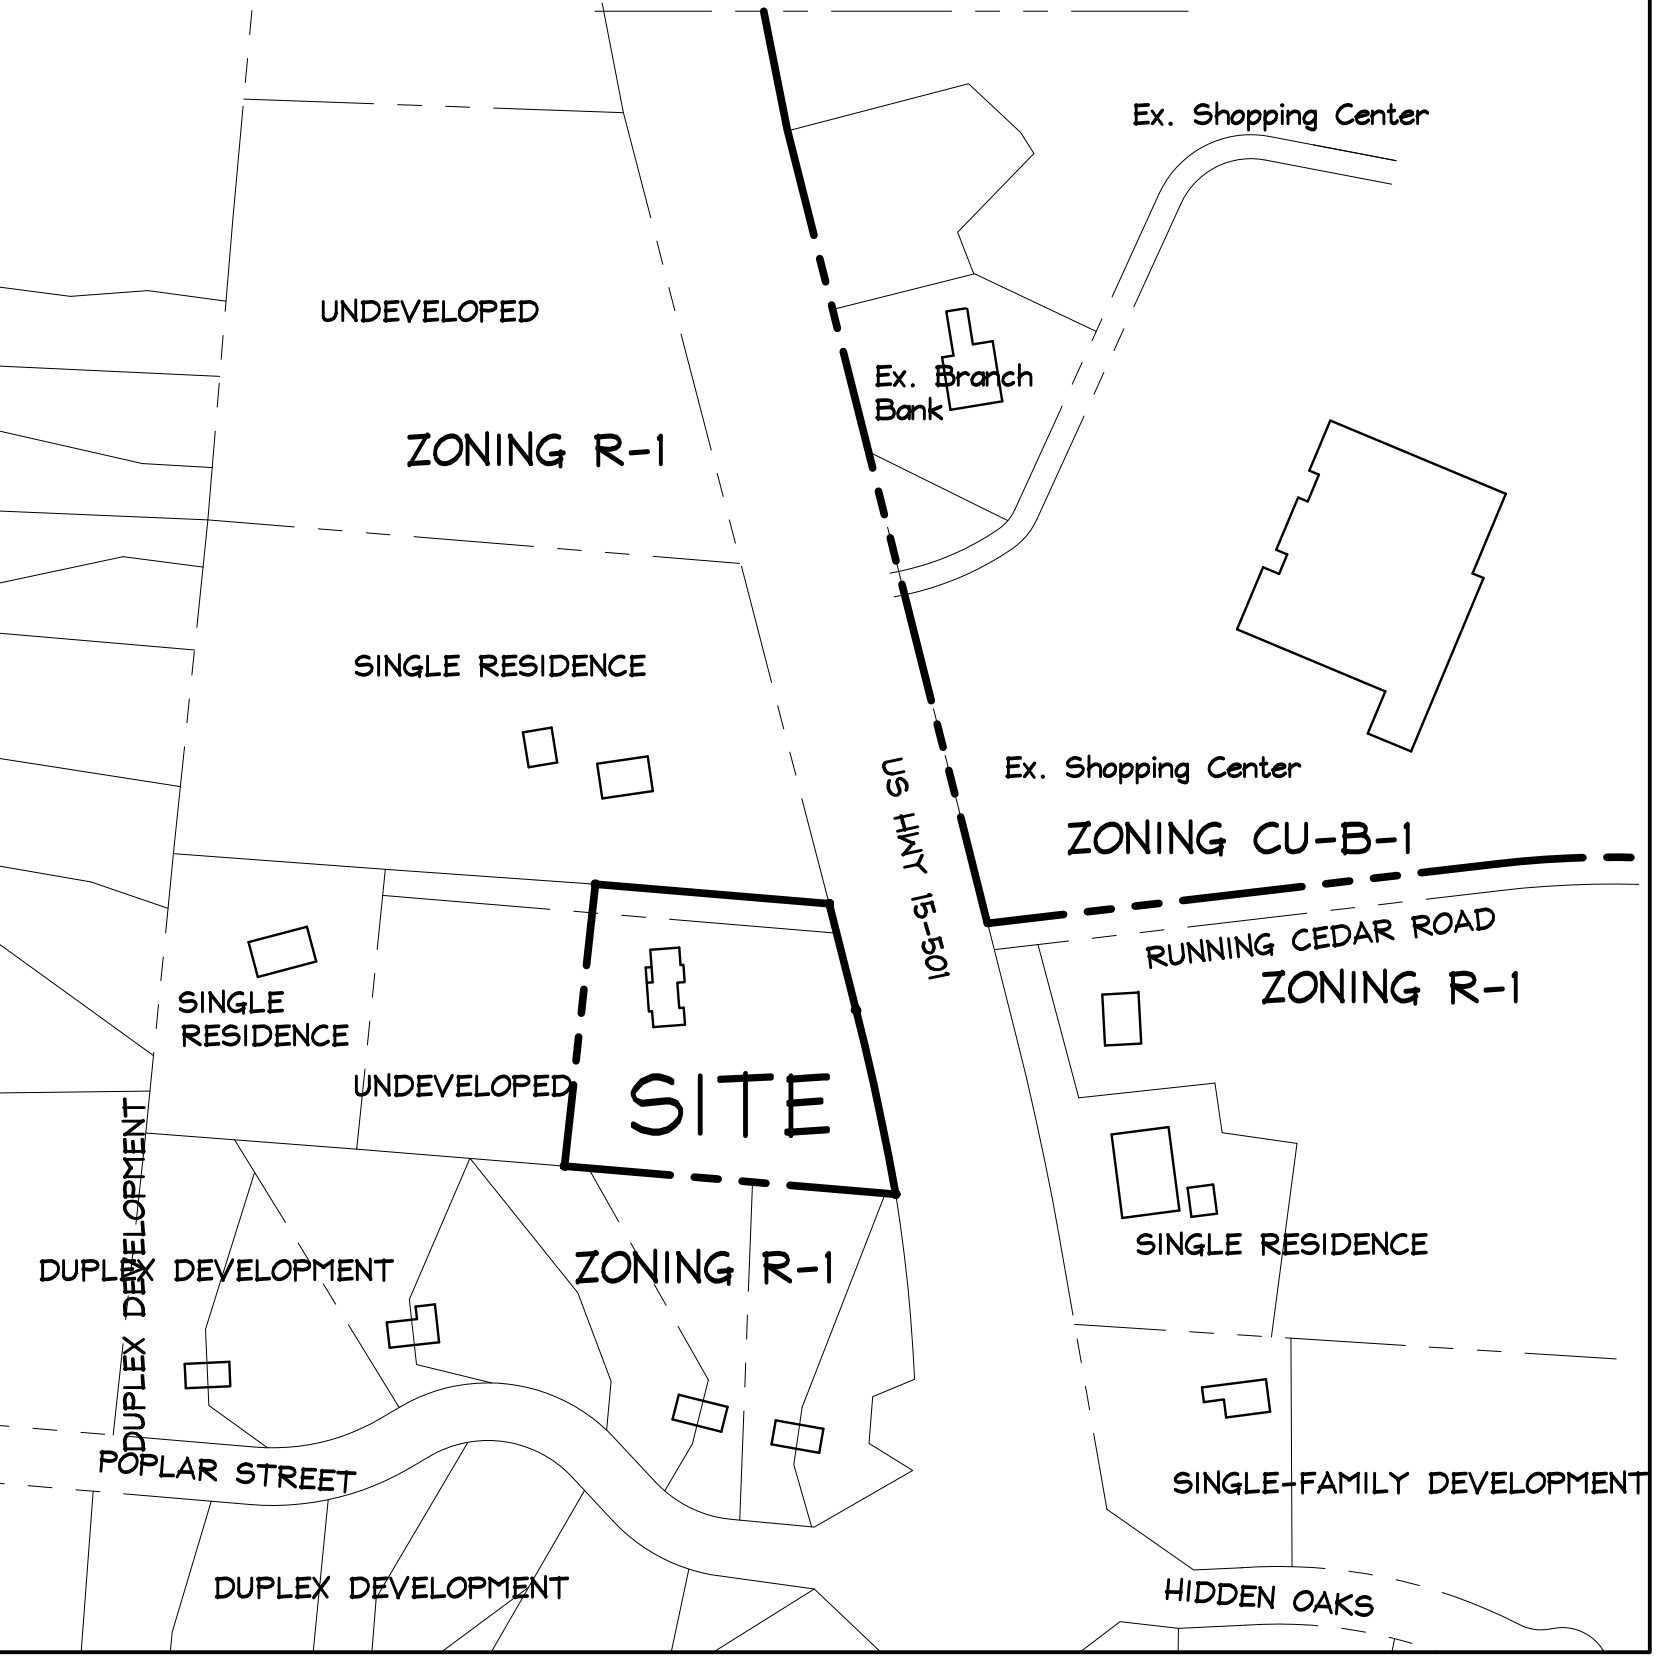 Ex. Shopping Center
UNDEVELOPED
Ex. Branch
Bank
ZONING R-1
SINGLE RESIDENCE
US HWY 15-501
Ex. Shopping Center
ZONING CU-B-1
RUNNING CEDAR ROAD
ZONING R-1
SINGLE
RESIDENCE
UNDEVELOPED
SITE
DUPLEX DEVELOPMENT
DUPLEX DEVELOPMENT
ZONING R-1
SINGLE RESIDENCE
POPLAR STREET
SINGLE-FAMILY DEVELOPMENT
DUPLEX DEVELOPMENT
HIDDEN OAKS